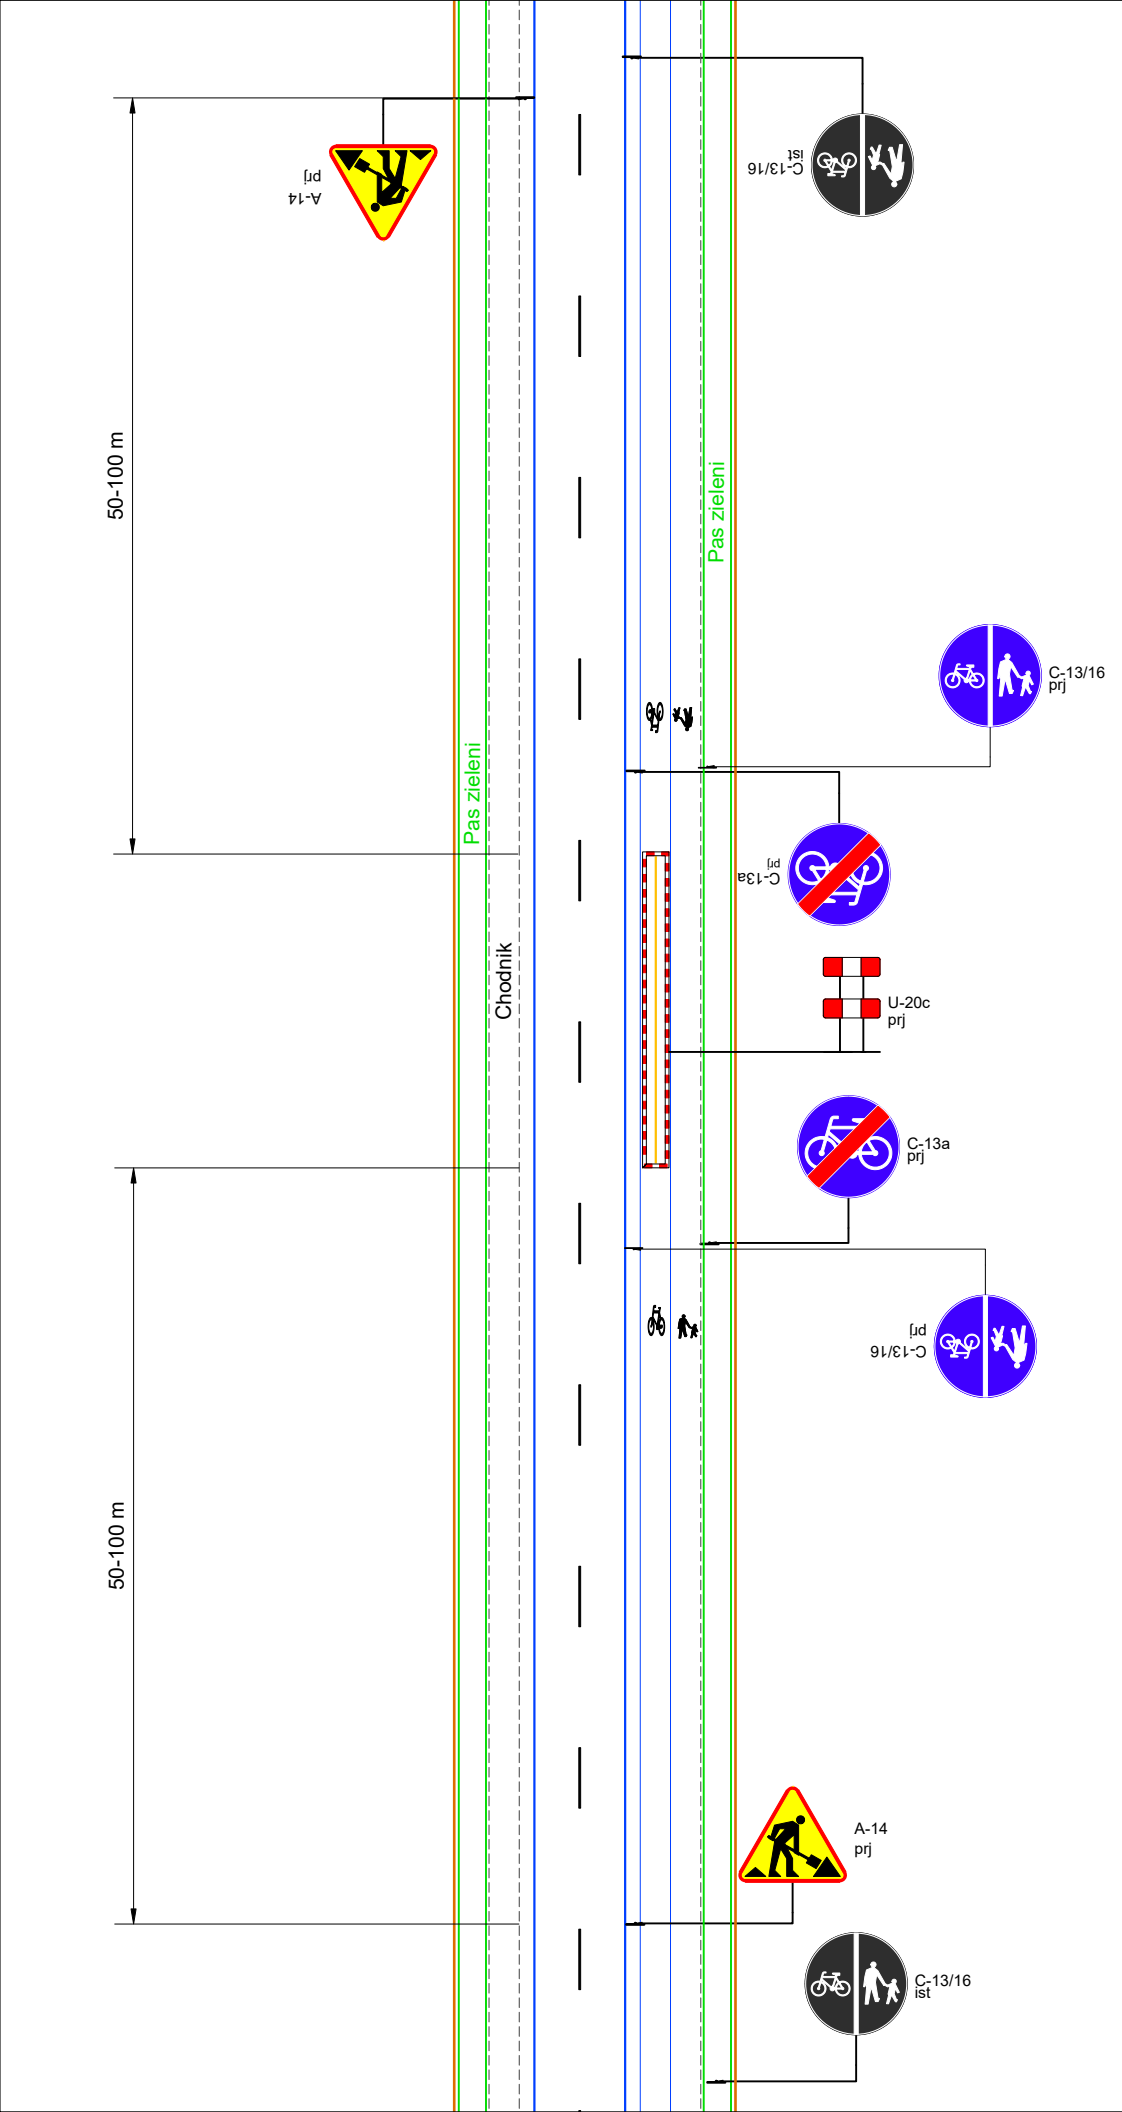 C-13/16
ist
A-14
prj
50-100 m
Pas zieleni
C-13/16
prj
Pas zieleni
C-13a
prj
Chodnik
U-20c
prj
C-13a
prj
C-13/16
prj
50-100 m
A-14
prj
C-13/16
ist